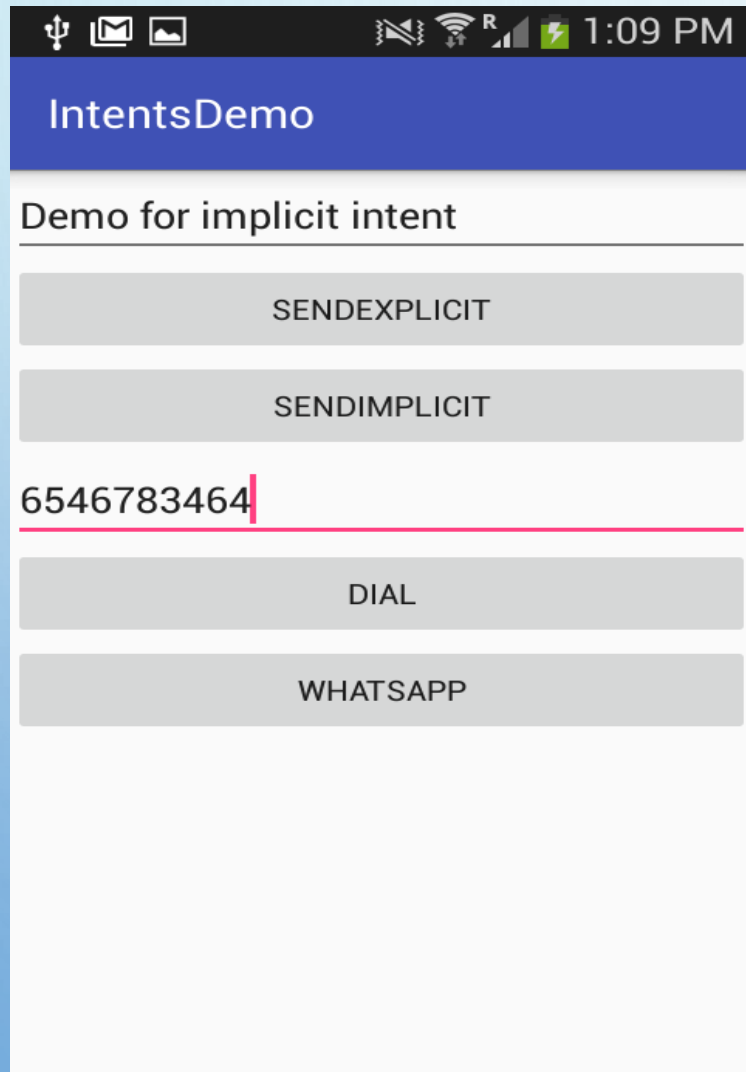 R 1:09 PM
IntentsDemo
Demo for implicit intent
SENDEXPLICIT
SENDIMPLICIT
6546783464
DIAL
WHATSAPP